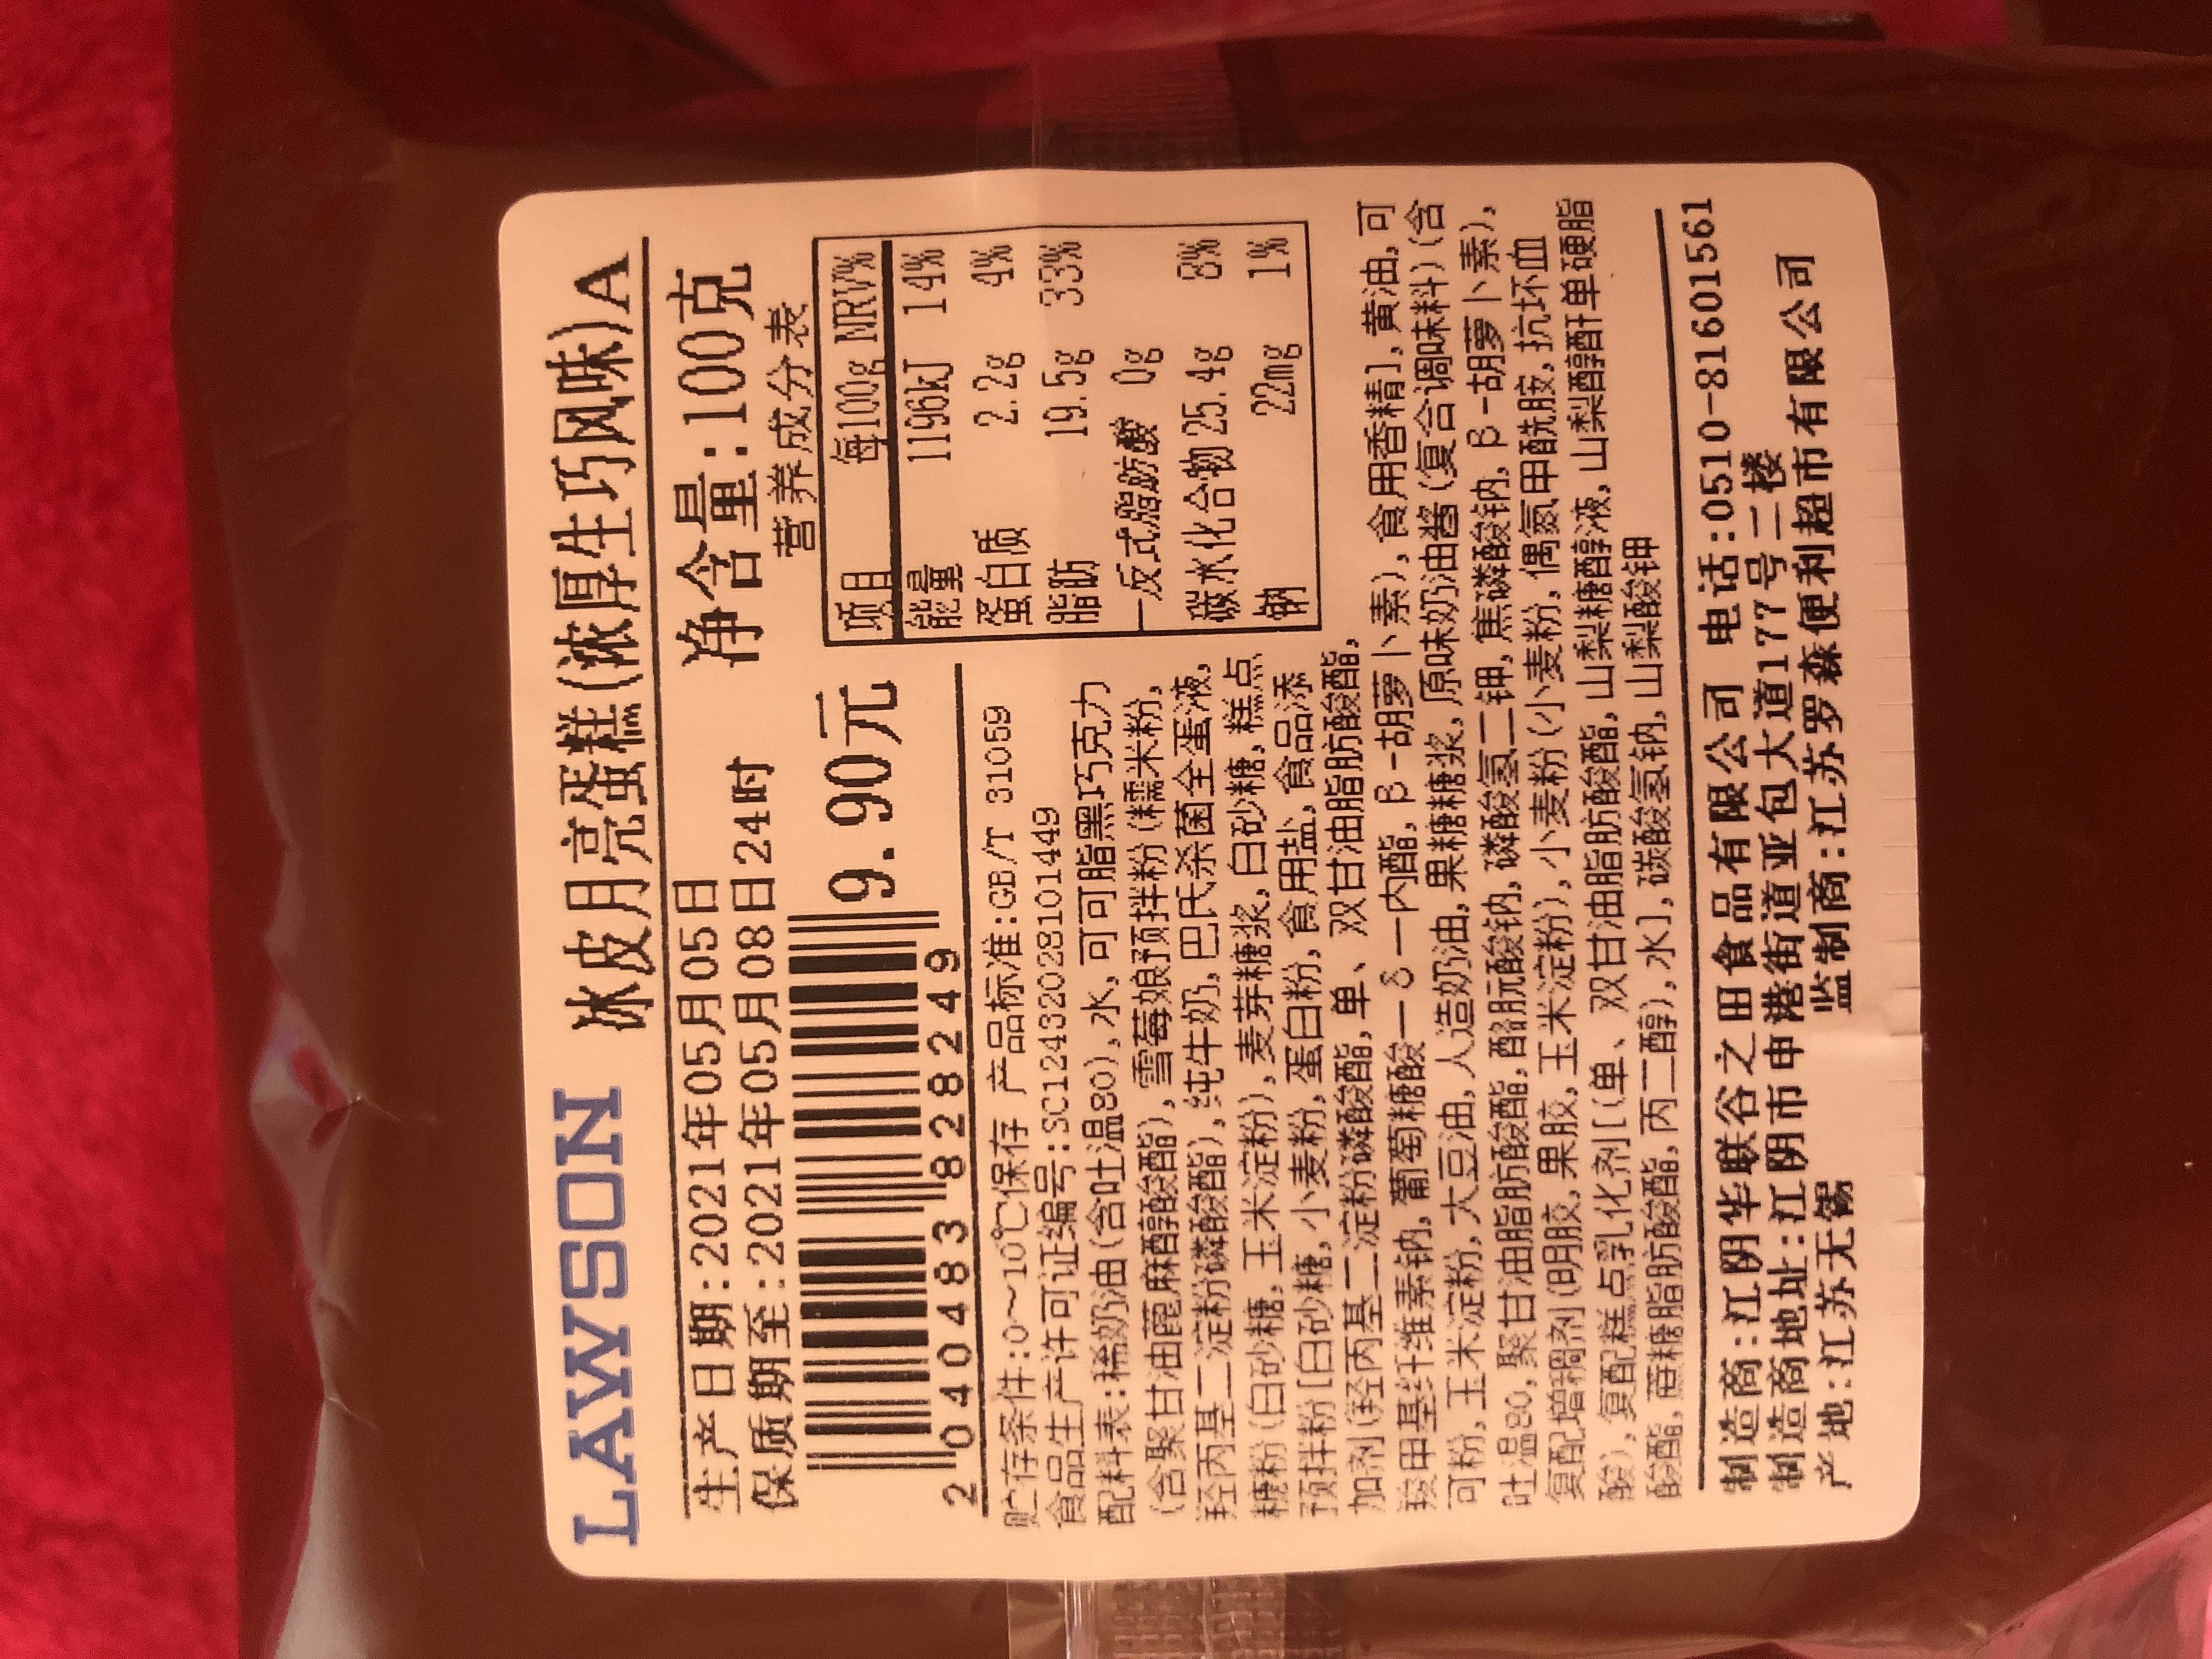 LAWSON 冰皮月亮蛋糕(浓厚生巧风味)A
生产日期:2021年05月05日
保质期至:2021年05月08日24时
净含量:100克
9.90元
2 040483 828249
营养成分表
项目 每100g NRV%
能量 1196kJ 14%
蛋白质 2.2g 4%
脂肪 19.5g 33%
—反式脂肪酸 0g
碳水化合物 25.4g 8%
钠 22mg 1%
贮存条件:0~10℃保存 产品标准:GB/T 31059
食品生产许可证编号:SC12432028101449
配料表:稀奶油(含吐温80),水,可可脂黑巧克力
(含聚甘油蓖麻醇酸酯),雪莓娘预拌粉(糯米粉,
羟丙基二淀粉磷酸酯),纯牛奶,巴氏杀菌全蛋液,
糖粉(白砂糖,玉米淀粉),麦芽糖浆,白砂糖,糕点
预拌粉[白砂糖,小麦粉,蛋白粉,食用盐,食品添
加剂(羟丙基二淀粉磷酸酯,单、双甘油脂肪酸酯,
羧甲基纤维素钠,葡萄糖酸—δ—内酯,β-胡萝卜素),食用香精],黄油,可
可粉,玉米淀粉,大豆油,人造奶油,果糖糖浆,原味奶油酱(复合调味料)(含
吐温80,聚甘油脂肪酸酯,酪朊酸钠,磷酸氢二钾,焦磷酸钠,β-胡萝卜素),
复配增稠剂(明胶,果胶,玉米淀粉),小麦粉(小麦粉,偶氮甲酰胺,抗坏血
酸),复配糕点乳化剂[(单、双甘油脂肪酸酯,山梨糖醇液,山梨醇酐单硬脂
酸酯,蔗糖脂肪酸酯,丙二醇),水],碳酸氢钠,山梨酸钾
制造商:江阴华联谷之田食品有限公司 电话:0510-81601561
制造商地址:江阴市申港街道亚包大道177号二楼
产地:江苏无锡 监制商:江苏罗森便利超市有限公司